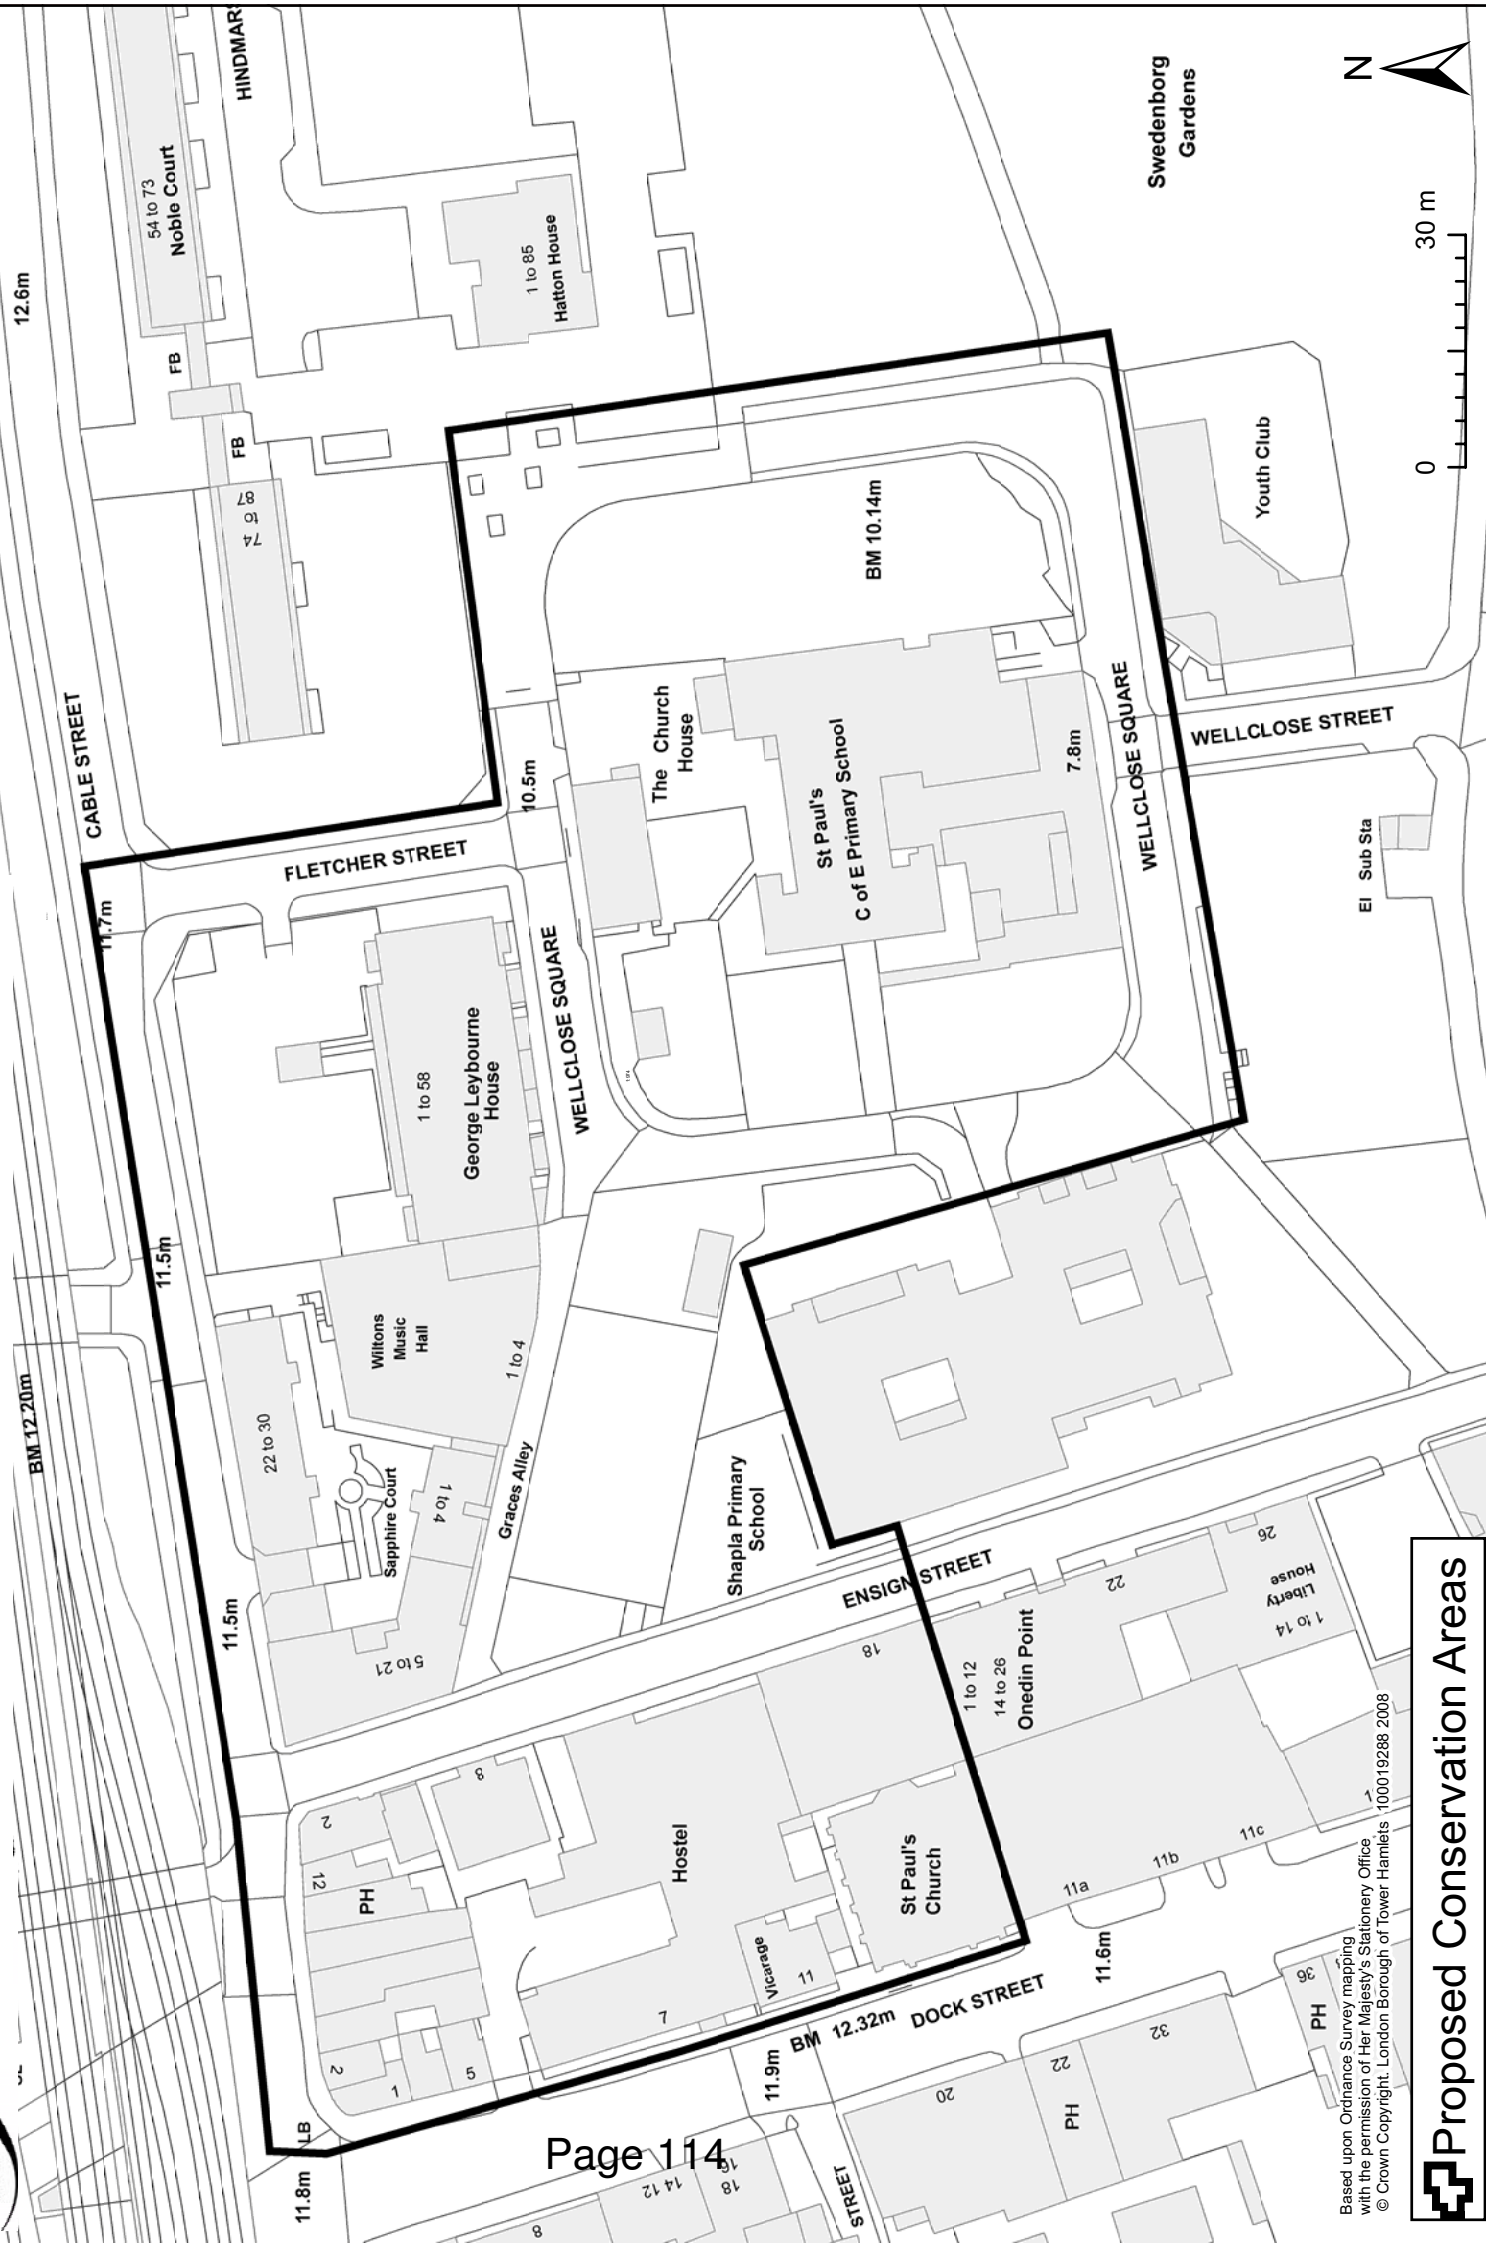 12.6m
HINDMARS
54 to 73
Noble Court
FB
FB
74
to
87
1 to 85
Hatton House
Swedenborg
Gardens
N
CABLE STREET
BM 10.14m
Youth Club
0
30 m
11.7m
FLETCHER STREET
10.5m
The Church
House
St Paul's
C of E Primary School
7.8m
WELLCLOSE SQUARE
WELLCLOSE STREET
El Sub Sta
1 to 58
George Leybourne
House
WELLCLOSE SQUARE
11.5m
BM 12.20m
22 to 30
Wiltons
Music
Hall
1 to 4
Sapphire Court
1 to 4
Graces Alley
Shapla Primary
School
11.5m
5 to 21
ENSIGN STREET
18
1 to 12
14 to 26
Onedin Point
22
26
Liberty
House
1 to 14
2
12
PH
8
Hostel
St Paul's
Church
Vicarage
11
7
2
1
5
11a
11b
11c
11.6m
DOCK STREET
BM 12.32m
11.9m
LB
11.8m
20
22
PH
32
36
PH
8
14 12
16
18
STREET
Page 114
Based upon Ordnance Survey mapping
with the permission of Her Majesty's Stationery Office
© Crown Copyright. London Borough of Tower Hamlets 100019288 2008
Proposed Conservation Areas